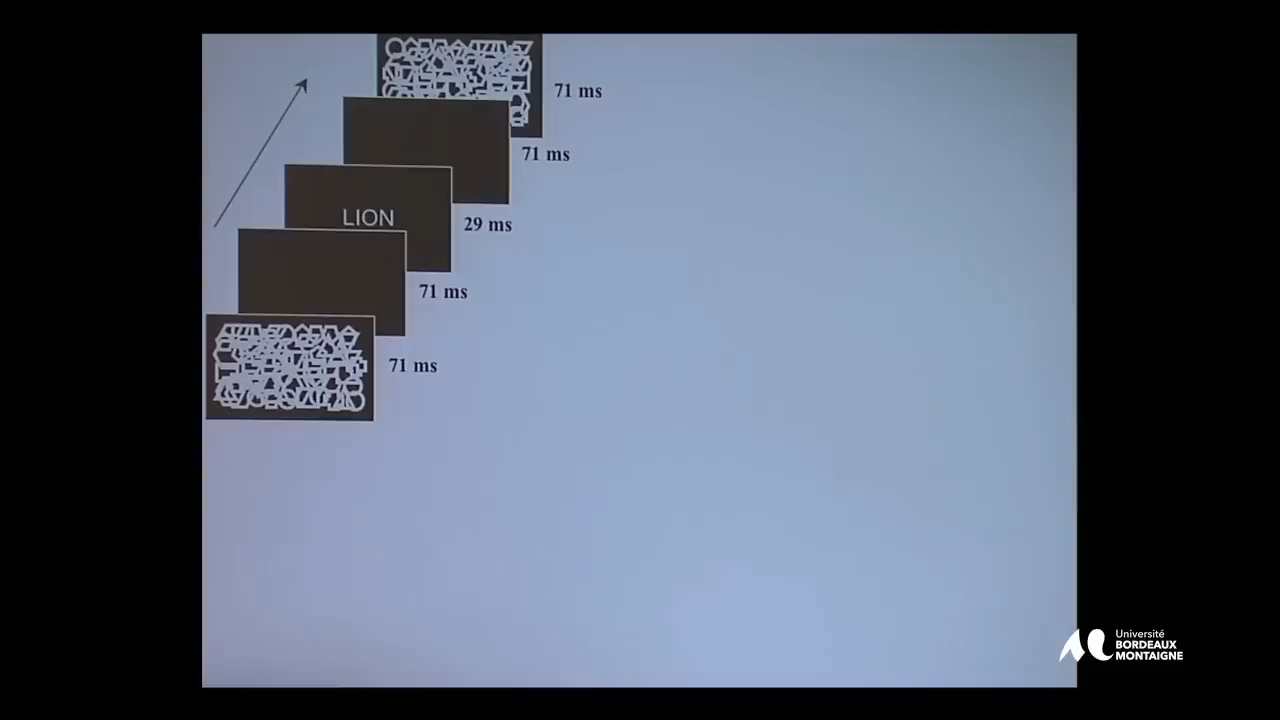 71 ms
71 ms
LION
29 ms
71 ms
71 ms
Université
BORDEAUX
MONTAIGNE